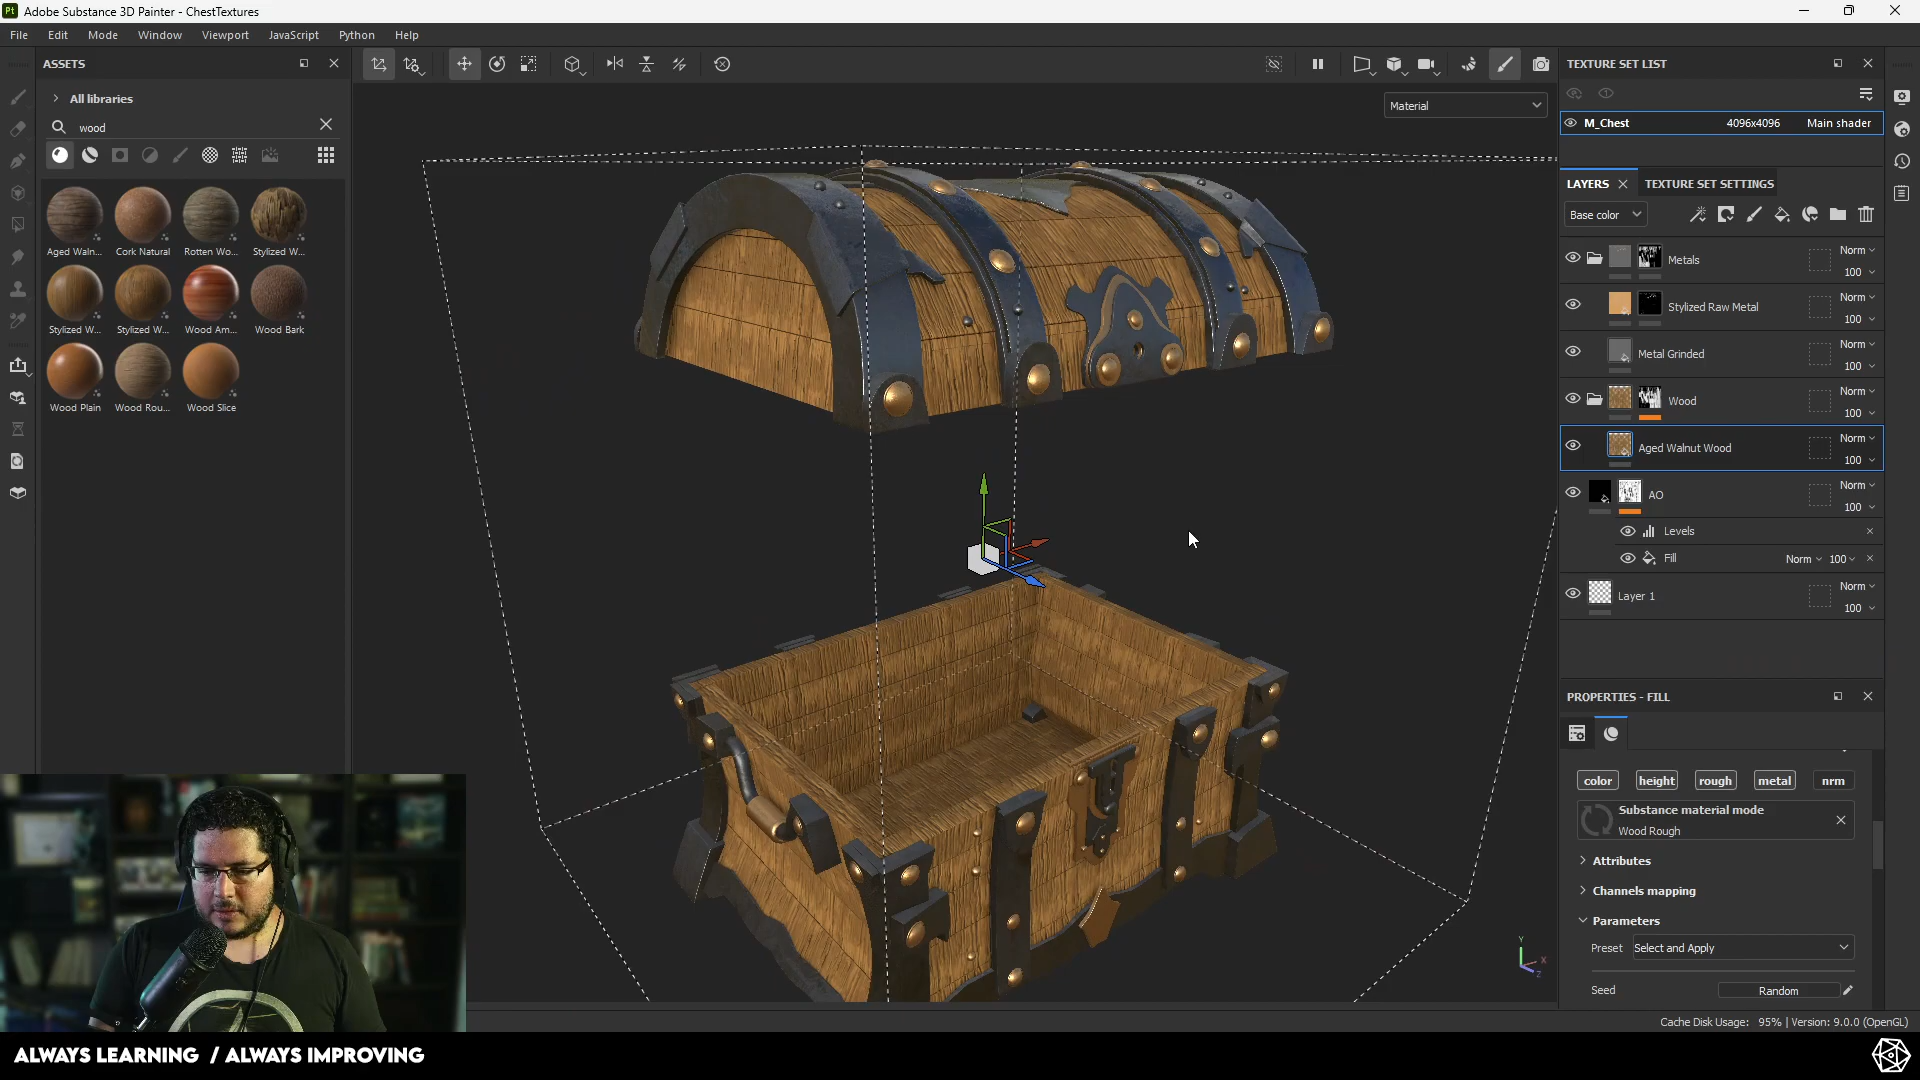 Pt Adobe Substance 3D Painter - ChestTextures
File Edit Mode Window Viewport JavaScript Python Help
ASSETS
All libraries
wood
Aged Waln... Cork Natural Rotten Wo... Stylized W...
Stylized W... Stylized W... Wood Am... Wood Bark
Wood Plain Wood Rou... Wood Slice
Material
TEXTURE SET LIST
M_Chest 4096x4096 Main shader
LAYERS TEXTURE SET SETTINGS
Base color
Metals Norm 100
Stylized Raw Metal Norm 100
Metal Grinded Norm 100
Wood Norm 100
Aged Walnut Wood Norm 100
AO Norm 100
Levels
Fill Norm 100
Layer 1 Norm 100
PROPERTIES - FILL
color height rough metal nrm
Substance material mode
Wood Rough
Attributes
Channels mapping
Parameters
Preset Select and Apply
Seed Random
Y
X
Z
Cache Disk Usage: 95% | Version: 9.0.0 (OpenGL)
ALWAYS LEARNING / ALWAYS IMPROVING